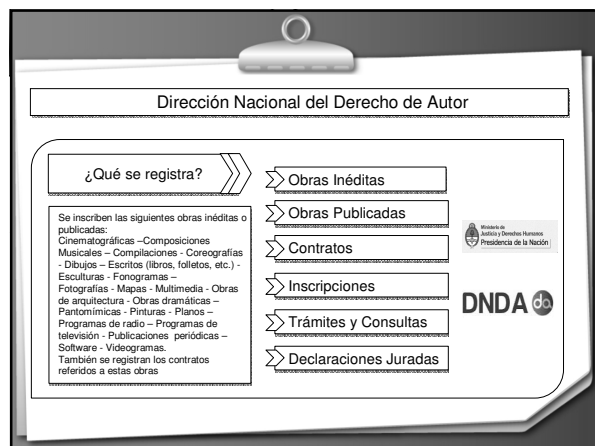 Dirección Nacional del Derecho de Autor
¿Qué se registra?
Se inscriben las siguientes obras inéditas o
publicadas:
Cinematográficas –Composiciones
Musicales – Compilaciones - Coreografías
- Dibujos – Escritos (libros, folletos, etc.) -
Esculturas - Fonogramas –
Fotografías - Mapas - Multimedia - Obras
de arquitectura - Obras dramáticas –
Pantomímicas - Pinturas - Planos –
Programas de radio – Programas de
televisión - Publicaciones periódicas –
Software - Videogramas.
También se registran los contratos
referidos a estas obras
Obras Inéditas
Obras Publicadas
Contratos
Inscripciones
Trámites y Consultas
Declaraciones Juradas
Ministerio de
Justicia y Derechos Humanos
Presidencia de la Nación
DNDA da.